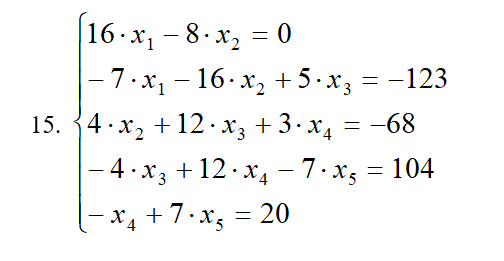 16·x₁ − 8·x₂ = 0
−7·x₁ − 16·x₂ + 5·x₃ = −123
15. 4·x₂ + 12·x₃ + 3·x₄ = −68
−4·x₃ + 12·x₄ − 7·x₅ = 104
−x₄ + 7·x₅ = 20